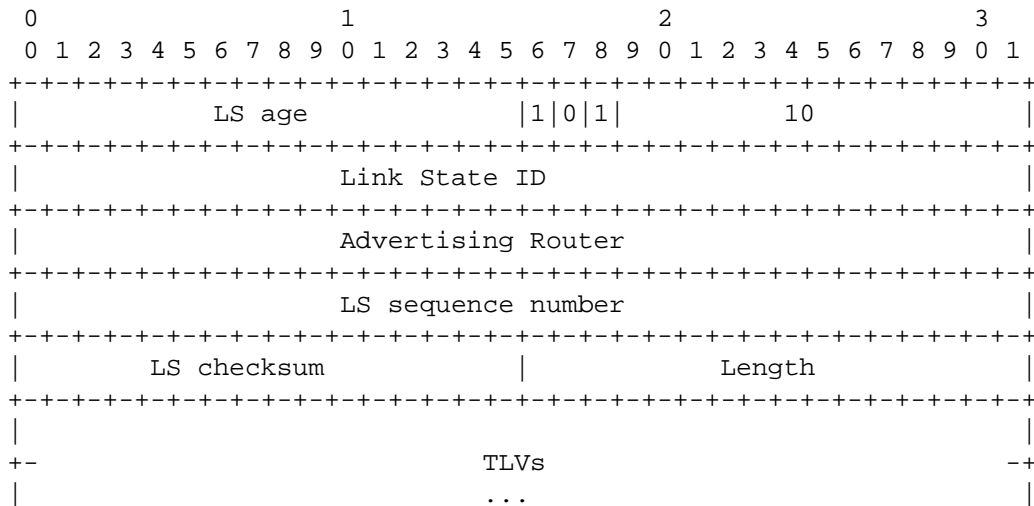 0                   1                   2                   3
 0 1 2 3 4 5 6 7 8 9 0 1 2 3 4 5 6 7 8 9 0 1 2 3 4 5 6 7 8 9 0 1
+-+-+-+-+-+-+-+-+-+-+-+-+-+-+-+-+-+-+-+-+-+-+-+-+-+-+-+-+-+-+-+-+
|            LS age             |1|0|1|          10             |
+-+-+-+-+-+-+-+-+-+-+-+-+-+-+-+-+-+-+-+-+-+-+-+-+-+-+-+-+-+-+-+-+
|                    Link State ID                              |
+-+-+-+-+-+-+-+-+-+-+-+-+-+-+-+-+-+-+-+-+-+-+-+-+-+-+-+-+-+-+-+-+
|                    Advertising Router                         |
+-+-+-+-+-+-+-+-+-+-+-+-+-+-+-+-+-+-+-+-+-+-+-+-+-+-+-+-+-+-+-+-+
|                    LS sequence number                         |
+-+-+-+-+-+-+-+-+-+-+-+-+-+-+-+-+-+-+-+-+-+-+-+-+-+-+-+-+-+-+-+-+
|        LS checksum            |            Length             |
+-+-+-+-+-+-+-+-+-+-+-+-+-+-+-+-+-+-+-+-+-+-+-+-+-+-+-+-+-+-+-+-+
|                                                               |
+-                            TLVs                             -+
|                             ...                               |